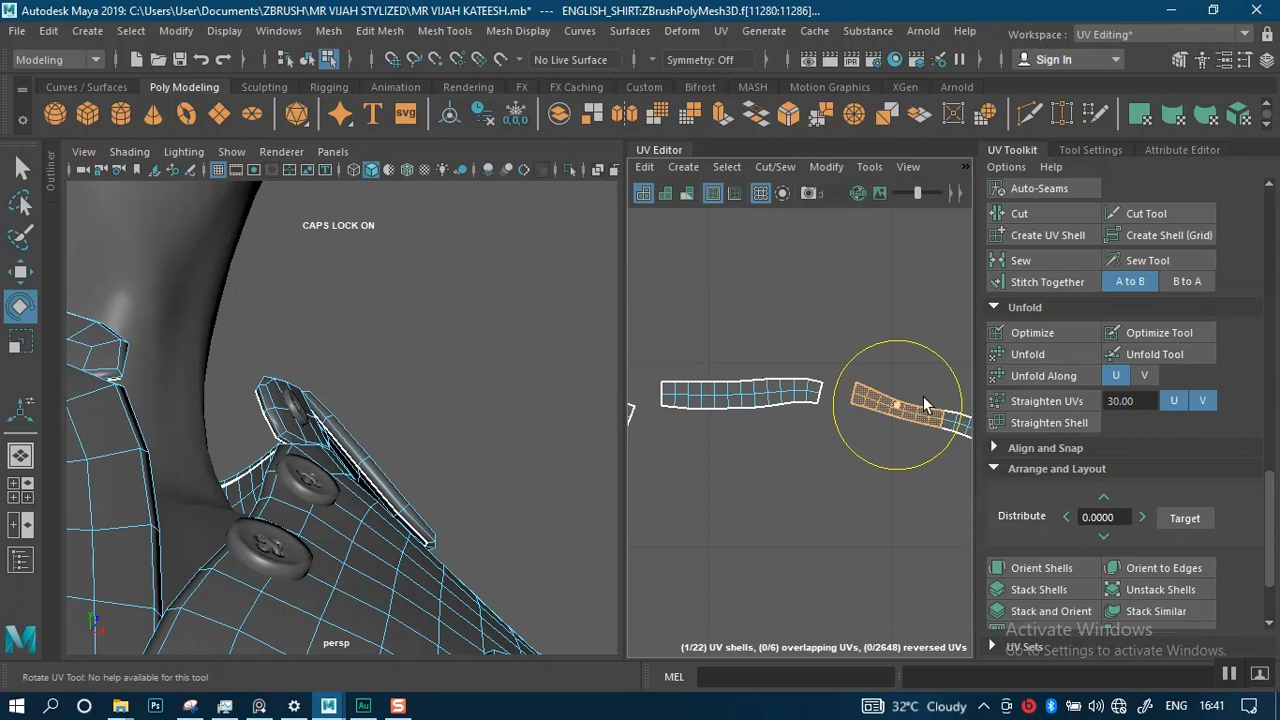 Autodesk Maya 2019: C:\Users\User\Documents\ZBRUSH\MR VIJAH STYLIZED\MR VIJAH KATEESH.mb* --- ENGLISH_SHIRT:ZBrushPolyMesh3D.f[11280:11286]...
File Edit Create Select Modify Display Windows Mesh Edit Mesh Mesh Tools Mesh Display Curves Surfaces Deform UV Generate Cache Substance Arnold Help Workspace : UV Editing*
Modeling No Live Surface Symmetry: Off Sign In
Curves / Surfaces Poly Modeling Sculpting Rigging Animation Rendering FX FX Caching Custom Bifrost MASH Motion Graphics XGen Arnold
T svg 0,0,0
View Shading Lighting Show Renderer Panels
UV Editor
Edit Create Select Cut/Sew Modify Tools View »
UV Toolkit Tool Settings Attribute Editor
Options Help
Outliner
CAPS LOCK ON
Auto-Seams
Cut Cut Tool
Create UV Shell Create Shell (Grid)
Sew Sew Tool
Stitch Together A to B B to A
Unfold
Optimize Optimize Tool
Unfold Unfold Tool
Unfold Along U V
Straighten UVs 30.00 U V
Straighten Shell
Align and Snap
Arrange and Layout
Distribute 0.0000 Target
Orient Shells Orient to Edges
Stack Shells Unstack Shells
Stack and Orient Stack Similar
UV Sets
Activate Windows
Go to Settings to activate Windows.
persp
(1/22) UV shells, (0/6) overlapping UVs, (0/2648) reversed UVs
Rotate UV Tool: No help available for this tool
MEL
Ps Au S 32°C Cloudy ENG 16:41